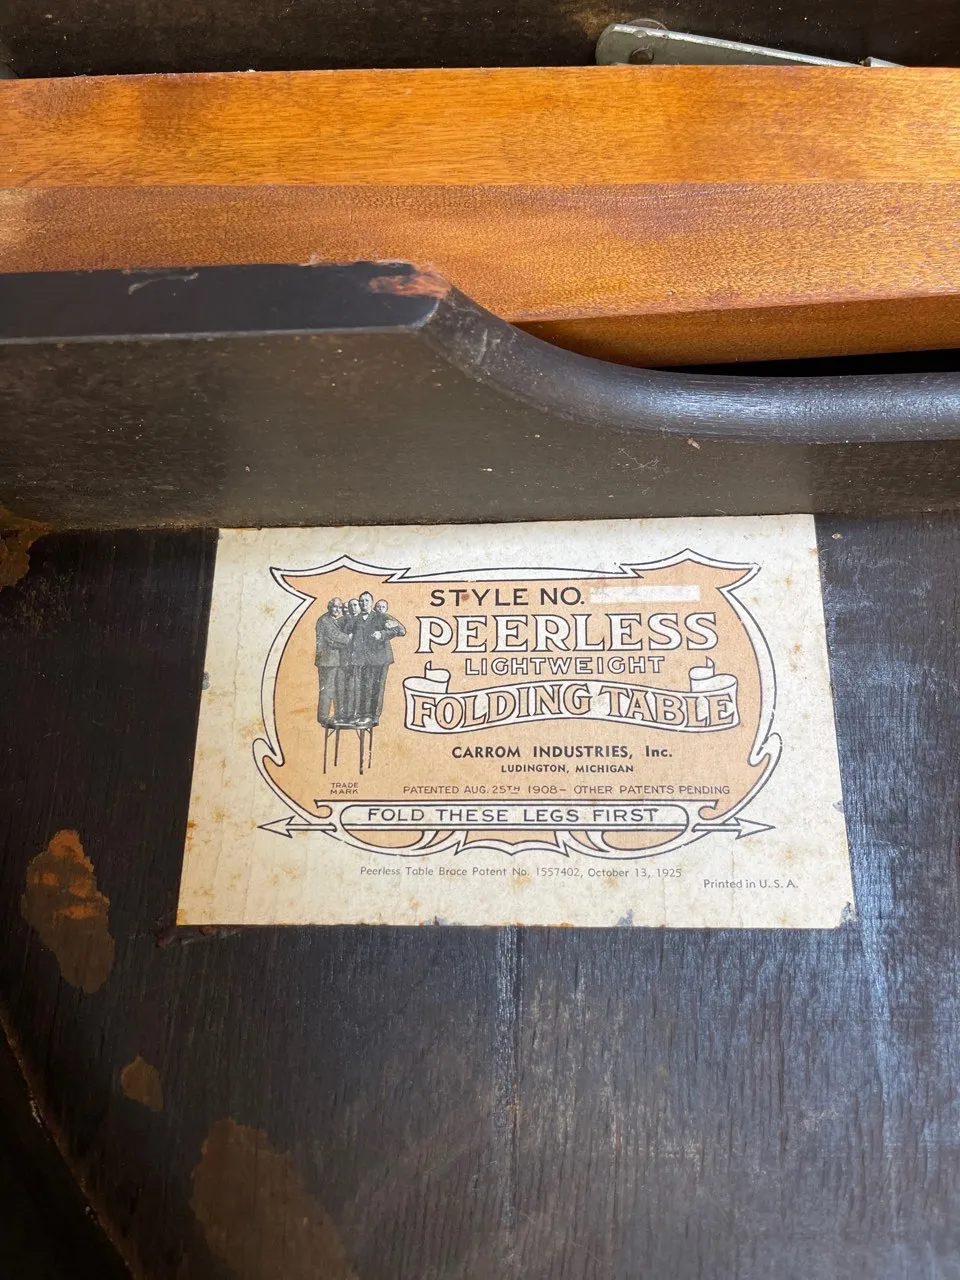 STYLE NO.
PEERLESS
LIGHTWEIGHT
FOLDING TABLE
CARROM INDUSTRIES, Inc.
LUDINGTON, MICHIGAN
TRADE
MARK
PATENTED AUG. 25TH 1908 - OTHER PATENTS PENDING
FOLD THESE LEGS FIRST
Peerless Table Brace Patent No. 1557402, October 13, 1925
Printed in U. S. A.